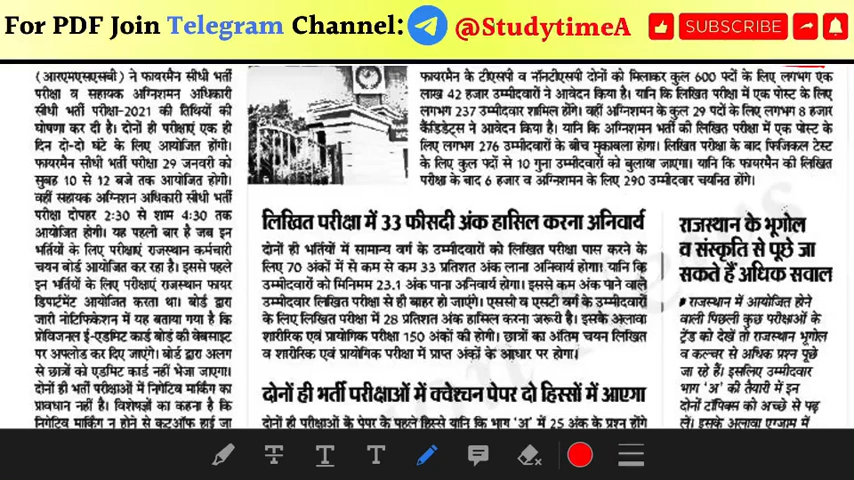 For PDF Join Telegram Channel: @StudytimeA SUBSCRIBE
(आरएमएसएसबी) ने फायरमैन सीधी भर्ती
परीक्षा व सहायक अग्निशमन अधिकारी
सीधी भर्ती परीक्षा-2021 की तिथियों की
घोषणा कर दी है। दोनों ही परीक्षाएं एक ही
दिन दो-दो घंटे के लिए आयोजित होंगी।
फायरमैन सीधी भर्ती परीक्षा 29 जनवरी को
सुबह 10 से 12 बजे तक आयोजित होगी।
वहीं सहायक अग्निशन अधिकारी सीधी भर्ती
परीक्षा दोपहर 2:30 से शाम 4:30 तक
आयोजित होगी। यह पहली बार है जब इन
भर्तियों के लिए परीक्षाएं राजस्थान कर्मचारी
चयन बोर्ड आयोजित कर रहा है। इससे पहले
इन भर्तियों के लिए परीक्षाएं राजस्थान फायर
डिपार्टमेंट आयोजित करता था। बोर्ड द्वारा
जारी नोटिफिकेशन में यह बताया गया है कि
प्रोविजनल ई-एडमिट कार्ड बोर्ड की वेबसाइट
पर अपलोड कर दिए जाएंगे। बोर्ड द्वारा अलग
से छात्रों को एडमिट कार्ड नहीं भेजा जाएगा।
दोनों ही भर्ती परीक्षाओं में निगेटिव मार्किंग का
प्रावधान नहीं है। विशेषज्ञों का कहना है कि
निगेटिव मार्किंग न होने से कटऑफ हाई जा
फायरमैन के टीएसपी व नॉनटीएसपी दोनों को मिलाकर कुल 600 पदों के लिए लगभग एक
लाख 42 हजार उम्मीदवारों ने आवेदन किया है। यानि कि लिखित परीक्षा में एक पोस्ट के लिए
लगभग 237 उम्मीदवार शामिल होंगे। वहीं अग्निशमन के कुल 29 पदों के लिए लगभग 8 हजार
कैंडिडेट्स ने आवेदन किया है। यानि कि अग्निशमन भर्ती की लिखित परीक्षा में एक पोस्ट के
लिए लगभग 276 उम्मीदवारों के बीच मुकाबला होगा। लिखित परीक्षा के बाद फिजिकल टेस्ट
के लिए कुल पदों से 10 गुना उम्मीदवारों को बुलाया जाएगा। यानि कि फायरमैन की लिखित
परीक्षा के बाद 6 हजार व अग्निशमन के लिए 290 उम्मीदवार चयनित होंगे।
लिखित परीक्षा में 33 फीसदी अंक हासिल करना अनिवार्य
दोनों ही भर्तियों में सामान्य वर्ग के उम्मीदवारों को लिखित परीक्षा पास करने के
लिए 70 अंकों में से कम से कम 33 प्रतिशत अंक लाना अनिवार्य होगा। यानि कि
उम्मीदवारों को मिनिमम 23.1 अंक पाना अनिवार्य होगा। इससे कम अंक पाने वाले
उम्मीदवार लिखित परीक्षा से ही बाहर हो जाएंगे। एससी व एसटी वर्ग के उम्मीदवारों
के लिए लिखित परीक्षा में 28 प्रतिशत अंक हासिल करना जरूरी है। इसके अलावा
शारीरिक एवं प्रायोगिक परीक्षा 150 अंकों की होगी। छात्रों का अंतिम चयन लिखित
व शारीरिक एवं प्रायोगिक परीक्षा में प्राप्त अंकों के आधार पर होगा।
दोनों ही भर्ती परीक्षाओं में क्वेश्चन पेपर दो हिस्सों में आएगा
दोनों ही परीक्षाओं के पेपर के पहले हिस्से यानि कि भाग 'अ' में 25 अंक के प्रश्न होंगे
राजस्थान के भूगोल
व संस्कृति से पूछे जा
सकते हैं अधिक सवाल
राजस्थान में आयोजित होने
वाली पिछली कुछ परीक्षाओं के
ट्रेंड को देखें तो राजस्थान भूगोल
व कल्चर से अधिक प्रश्न पूछे
जा रहे हैं। इसलिए उम्मीदवार
भाग 'अ' की तैयारी में इन
दोनों टॉपिक्स को अच्छे से पढ़
लें। इसके अलावा एग्जाम में